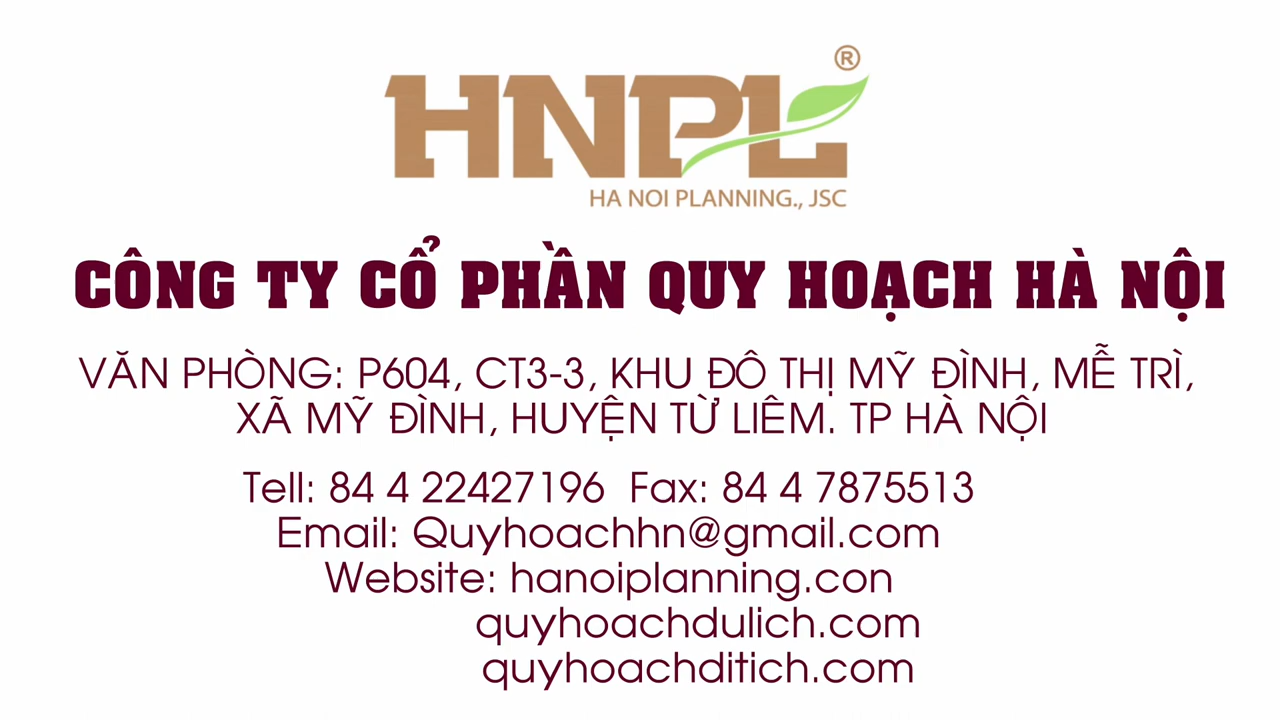 HNPL®
HA NOI PLANNING., JSC
CÔNG TY CỔ PHẦN QUY HOẠCH HÀ NỘI
VĂN PHÒNG: P604, CT3-3, KHU ĐÔ THỊ MỸ ĐÌNH, MỄ TRÌ,
XÃ MỸ ĐÌNH, HUYỆN TỪ LIÊM. TP HÀ NỘI
Tell: 84 4 22427196 Fax: 84 4 7875513
Email: Quyhoachhn@gmail.com
Website: hanoiplanning.con
quyhoachdulich.com
quyhoachditich.com